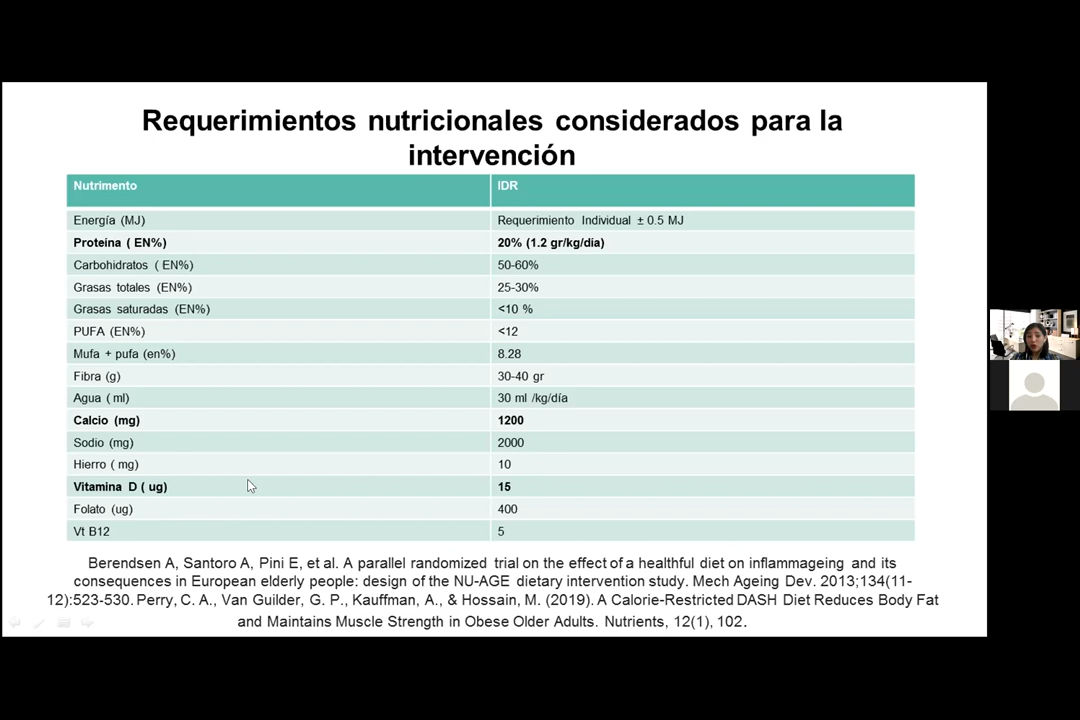 Requerimientos nutricionales considerados para la
intervención
Nutrimento IDR
Energía (MJ) Requerimiento Individual ± 0.5 MJ
Proteína ( EN%) 20% (1.2 gr/kg/día)
Carbohidratos ( EN%) 50-60%
Grasas totales (EN%) 25-30%
Grasas saturadas (EN%) <10 %
PUFA (EN%) <12
Mufa + pufa (en%) 8.28
Fibra (g) 30-40 gr
Agua ( ml) 30 ml /kg/día
Calcio (mg) 1200
Sodio (mg) 2000
Hierro ( mg) 10
Vitamina D ( ug) 15
Folato (ug) 400
Vt B12 5
Berendsen A, Santoro A, Pini E, et al. A parallel randomized trial on the effect of a healthful diet on inflammageing and its
consequences in European elderly people: design of the NU-AGE dietary intervention study. Mech Ageing Dev. 2013;134(11-
12):523-530. Perry, C. A., Van Guilder, G. P., Kauffman, A., & Hossain, M. (2019). A Calorie-Restricted DASH Diet Reduces Body Fat
and Maintains Muscle Strength in Obese Older Adults. Nutrients, 12(1), 102.